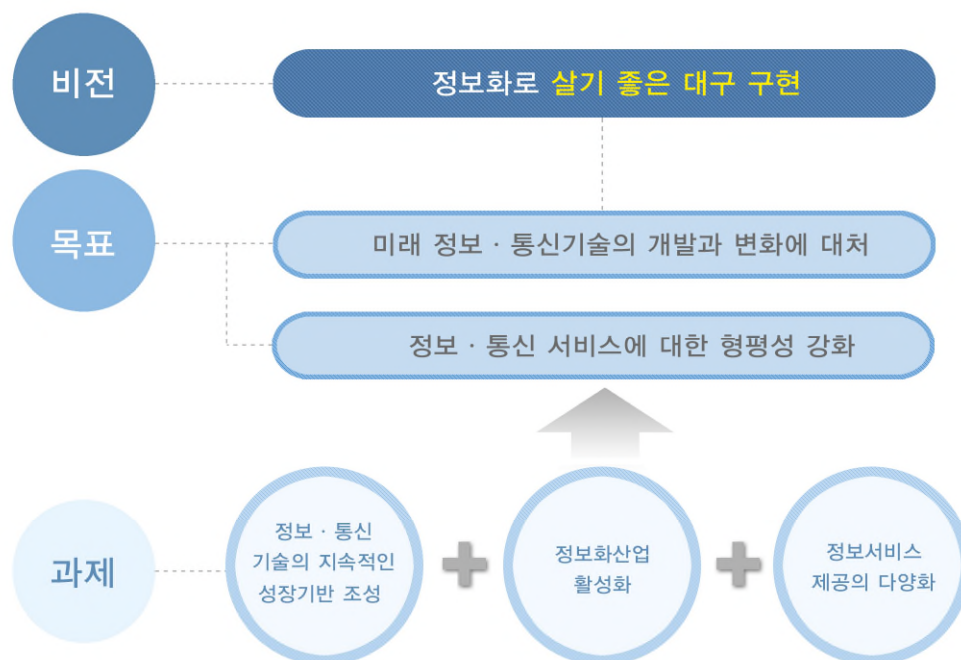 비전
정보화로 살기 좋은 대구 구현
목표
미래 정보 · 통신기술의 개발과 변화에 대처
정보 · 통신 서비스에 대한 형평성 강화
과제
정보 · 통신
기술의 지속적인
성장기반 조성
정보화산업
활성화
정보서비스
제공의 다양화